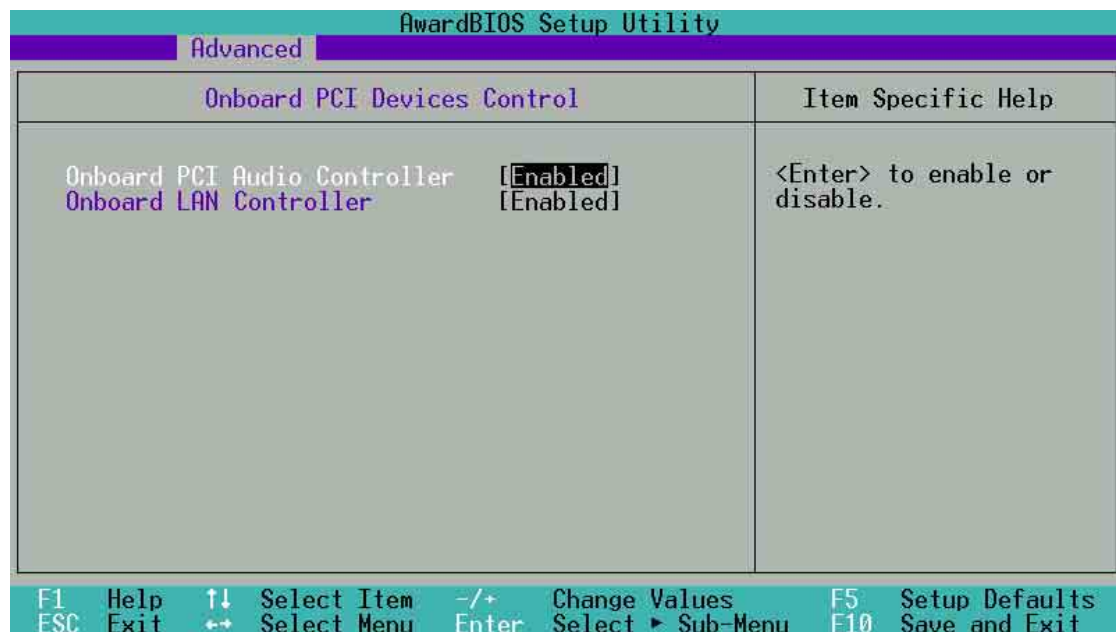 AwardBIOS Setup Utility
Advanced
Onboard PCI Devices Control
Item Specific Help
Onboard PCI Audio Controller [Enabled]
Onboard LAN Controller [Enabled]
<Enter> to enable or
disable.
F1 Help ↑↓ Select Item -/+ Change Values F5 Setup Defaults
ESC Exit ←→ Select Menu Enter Select ► Sub-Menu F10 Save and Exit